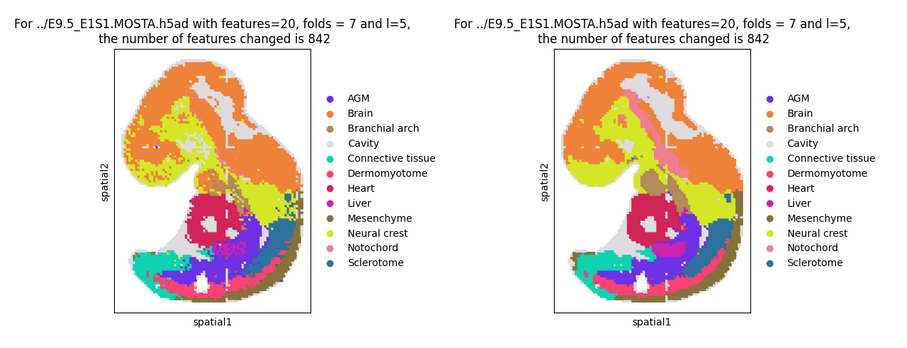 For ../E9.5_E1S1.MOSTA.h5ad with features=20, folds = 7 and l=5,
the number of features changed is 842
spatial2
AGM
Brain
Branchial arch
Cavity
Connective tissue
Dermomyotome
Heart
Liver
Mesenchyme
Neural crest
Notochord
Sclerotome
spatial1
For ../E9.5_E1S1.MOSTA.h5ad with features=20, folds = 7 and l=5,
the number of features changed is 842
spatial2
AGM
Brain
Branchial arch
Cavity
Connective tissue
Dermomyotome
Heart
Liver
Mesenchyme
Neural crest
Notochord
Sclerotome
spatial1